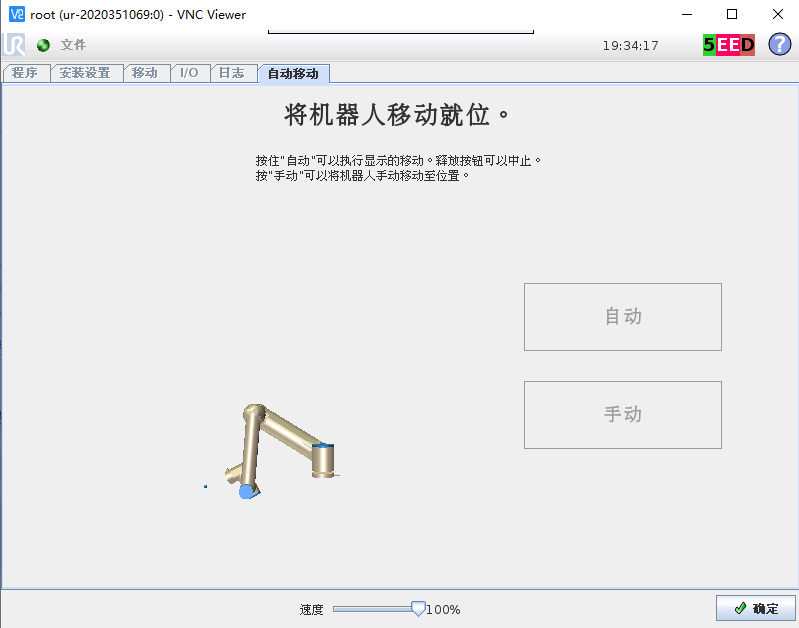 root (ur-2020351069:0) - VNC Viewer
文件
19:34:17
5EED
?
程序 安装设置 移动 I/O 日志 自动移动
将机器人移动就位。
按住"自动"可以执行显示的移动。释放按钮可以中止。
按"手动"可以将机器人手动移动至位置。
自动
手动
速度 100%
确定